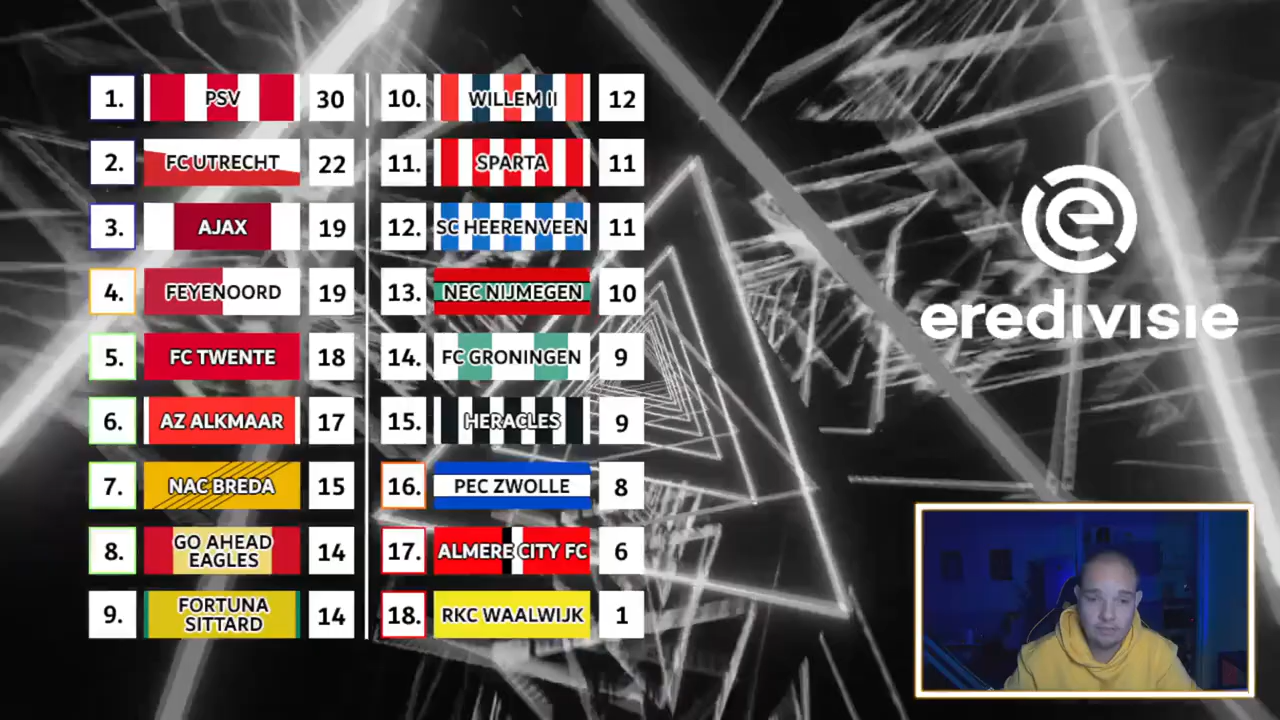 1. PSV 30
2. FC UTRECHT 22
3. AJAX 19
4. FEYENOORD 19
5. FC TWENTE 18
6. AZ ALKMAAR 17
7. NAC BREDA 15
8. GO AHEAD
EAGLES 14
9. FORTUNA
SITTARD 14
10. WILLEM II 12
11. SPARTA 11
12. SC HEERENVEEN 11
13. NEC NIJMEGEN 10
14. FC GRONINGEN 9
15. HERACLES 9
16. PEC ZWOLLE 8
17. ALMERE CITY FC 6
18. RKC WAALWIJK 1
e
eredivisie